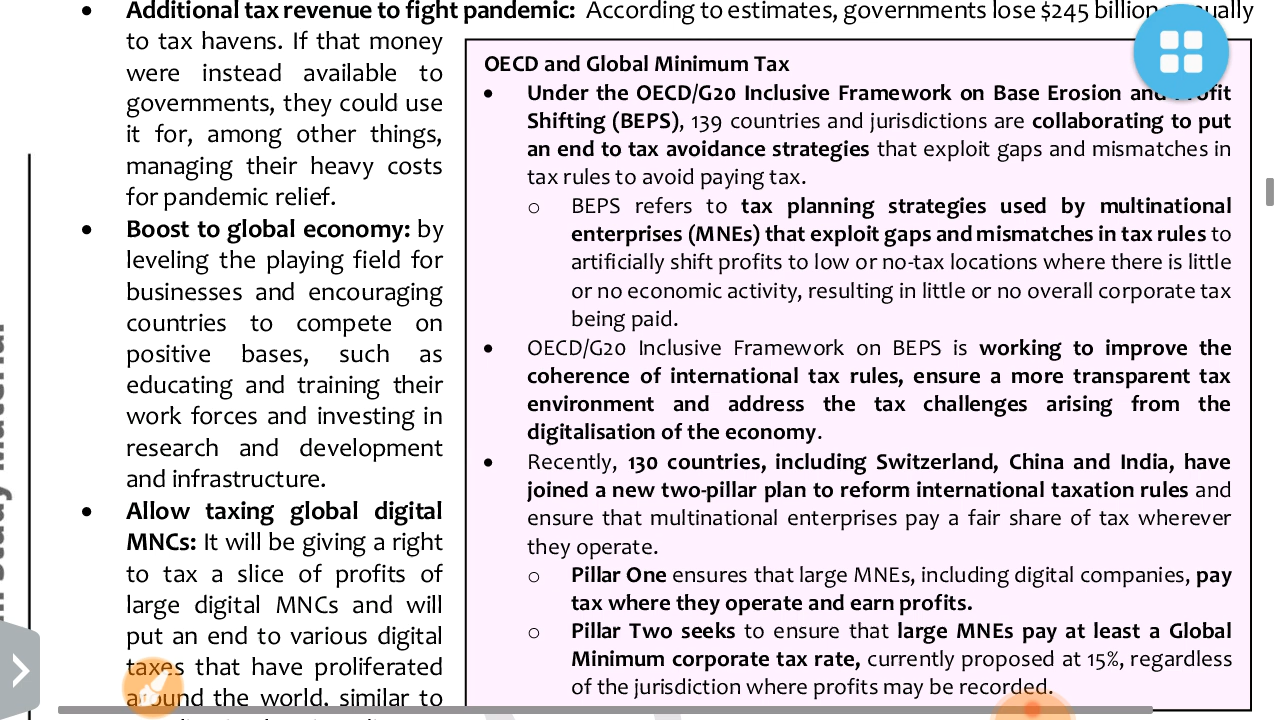 • Additional tax revenue to fight pandemic: According to estimates, governments lose $245 billion
to tax havens. If that money
were instead available to
governments, they could use
it for, among other things,
managing their heavy costs
for pandemic relief.
• Boost to global economy: by
leveling the playing field for
businesses and encouraging
countries to compete on
positive bases, such as
educating and training their
work forces and investing in
research and development
and infrastructure.
• Allow taxing global digital
MNCs: It will be giving a right
to tax a slice of profits of
large digital MNCs and will
put an end to various digital
taxes that have proliferated
around the world, similar to
OECD and Global Minimum Tax
• Under the OECD/G20 Inclusive Framework on Base Erosion and Profit
Shifting (BEPS), 139 countries and jurisdictions are collaborating to put
an end to tax avoidance strategies that exploit gaps and mismatches in
tax rules to avoid paying tax.
o BEPS refers to tax planning strategies used by multinational
enterprises (MNEs) that exploit gaps and mismatches in tax rules to
artificially shift profits to low or no-tax locations where there is little
or no economic activity, resulting in little or no overall corporate tax
being paid.
• OECD/G20 Inclusive Framework on BEPS is working to improve the
coherence of international tax rules, ensure a more transparent tax
environment and address the tax challenges arising from the
digitalisation of the economy.
• Recently, 130 countries, including Switzerland, China and India, have
joined a new two-pillar plan to reform international taxation rules and
ensure that multinational enterprises pay a fair share of tax wherever
they operate.
o Pillar One ensures that large MNEs, including digital companies, pay
tax where they operate and earn profits.
o Pillar Two seeks to ensure that large MNEs pay at least a Global
Minimum corporate tax rate, currently proposed at 15%, regardless
of the jurisdiction where profits may be recorded.